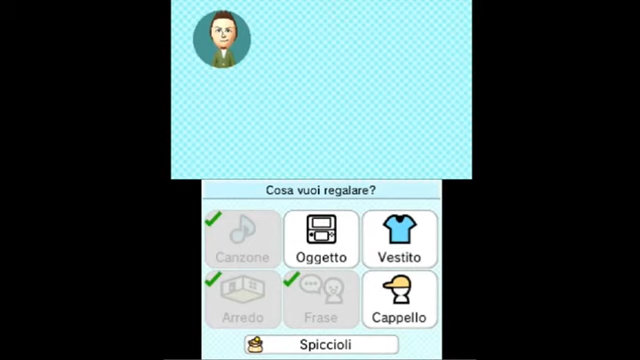 Cosa vuoi regalare?
Canzone
Oggetto
Vestito
Arredo
Frase
Cappello
Spiccioli